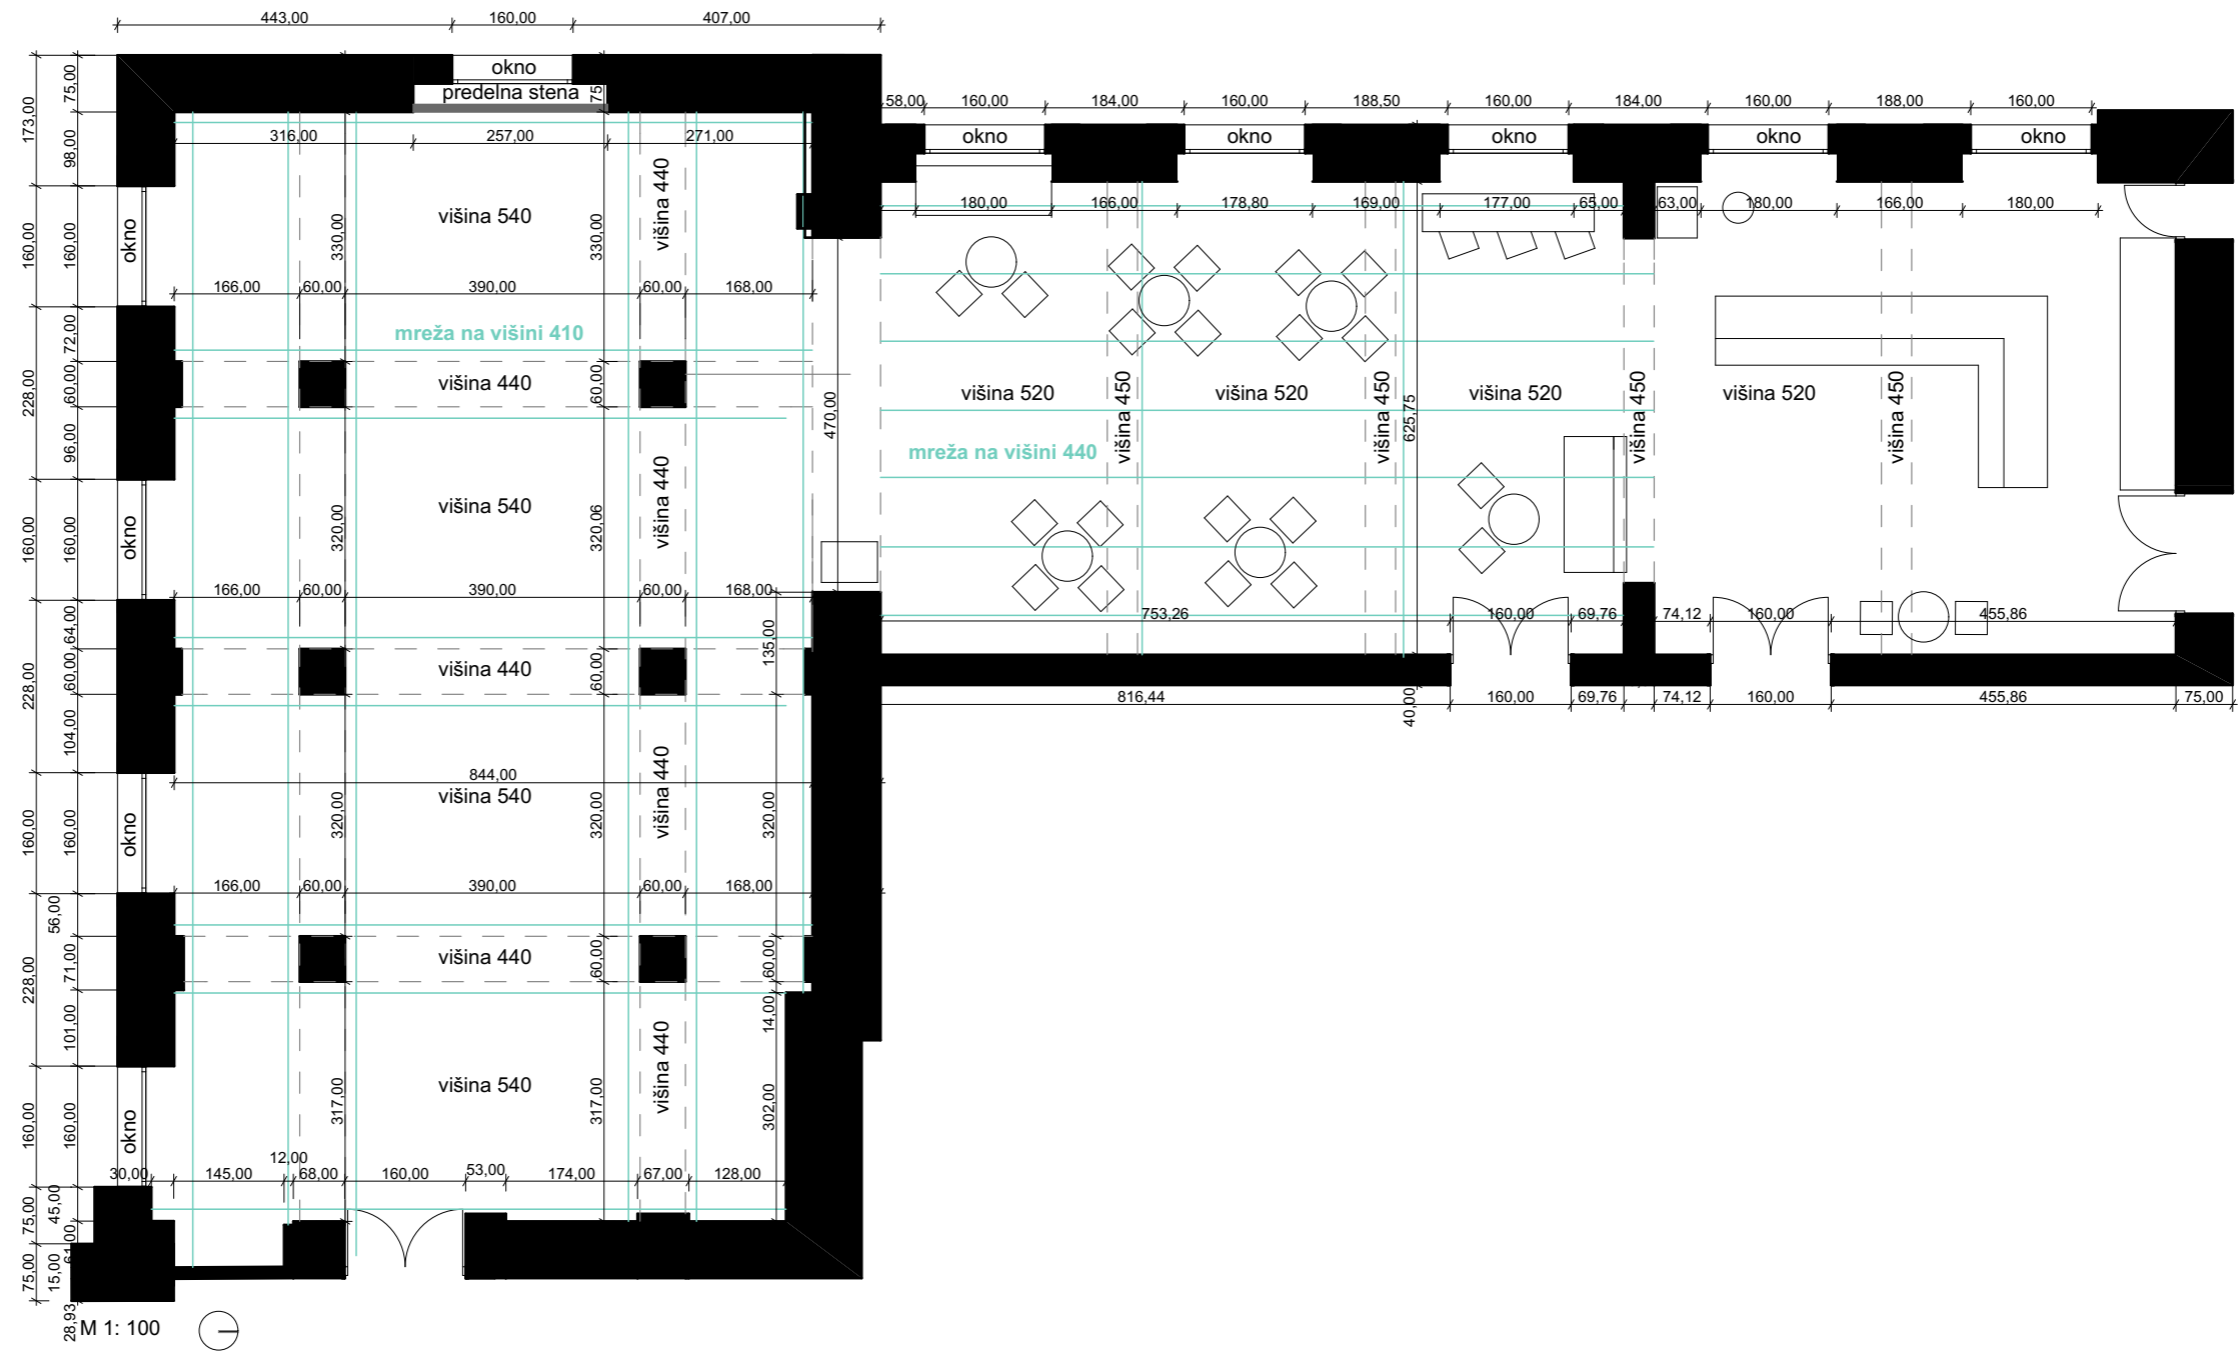 443,00 160,00 407,00
okno
predelna stena
75,00 75
173,00 98,00
316,00 257,00 271,00
58,00 160,00 184,00 160,00 188,50 160,00 184,00 160,00 188,00 160,00
okno okno okno okno okno
180,00 166,00 178,80 169,00 177,00 65,00 63,00 180,00 166,00 180,00
160,00 160,00 okno 330,00 višina 540 330,00 višina 440
166,00 60,00 390,00 60,00 168,00
72,00 mreža na višini 410
228,00 60,00 višina 440 60,00
višina 520 višina 450 višina 520 višina 450 višina 520 višina 450 višina 520 višina 450
96,00 470,00 625,75
mreža na višini 440
160,00 160,00 okno 320,00 višina 540 320,06 višina 440
166,00 60,00 390,00 60,00 168,00
64,00 135,00
753,26 160,00 69,76 74,12 160,00 455,86
228,00 60,00 višina 440 60,00
816,44 40,00 160,00 69,76 74,12 160,00 455,86 75,00
104,00
844,00
160,00 160,00 okno 320,00 višina 540 320,00 višina 440 320,00
166,00 60,00 390,00 60,00 168,00
56,00
228,00 71,00 višina 440 60,00 60,00
101,00 14,00
160,00 160,00 okno 317,00 višina 540 317,00 višina 440 302,00
12,00
30,00 145,00 68,00 160,00 53,00 174,00 67,00 128,00
75,00 45,00
61,00
75,00 15,00
28,93
M 1: 100